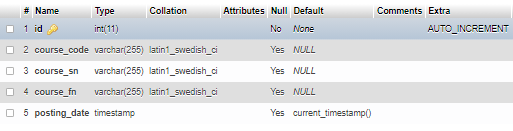 # Name Type Collation Attributes Null Default Comments Extra
1 id int(11) No None AUTO_INCREMENT
2 course_code varchar(255) latin1_swedish_ci Yes NULL
3 course_sn varchar(255) latin1_swedish_ci Yes NULL
4 course_fn varchar(255) latin1_swedish_ci Yes NULL
5 posting_date timestamp Yes current_timestamp()